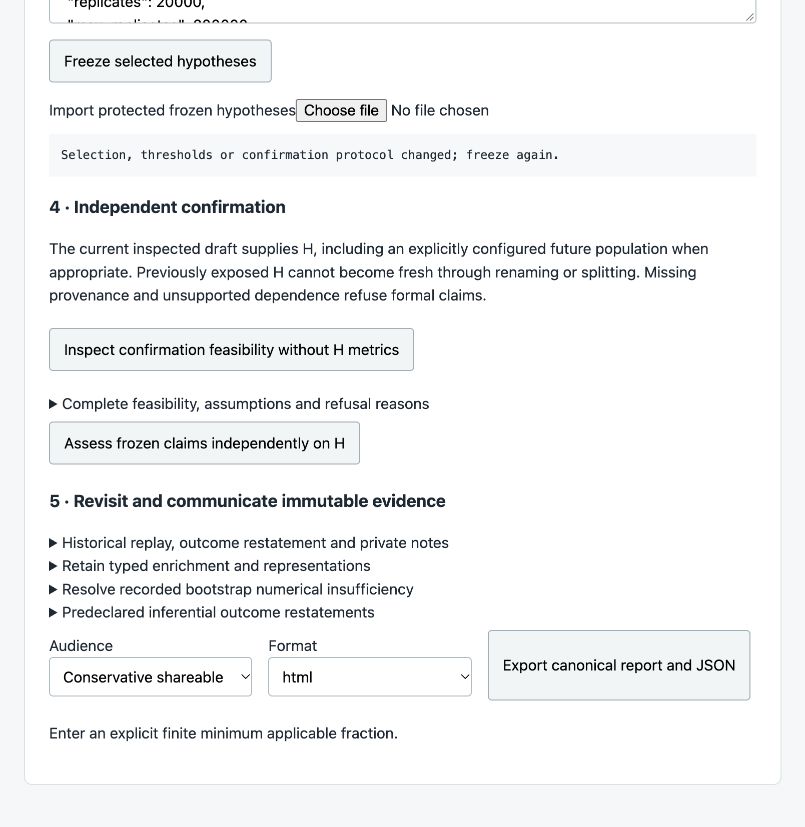 "replicates": 20000,
Freeze selected hypotheses
Import protected frozen hypotheses Choose file No file chosen
Selection, thresholds or confirmation protocol changed; freeze again.
4 · Independent confirmation
The current inspected draft supplies H, including an explicitly configured future population when
appropriate. Previously exposed H cannot become fresh through renaming or splitting. Missing
provenance and unsupported dependence refuse formal claims.
Inspect confirmation feasibility without H metrics
▶ Complete feasibility, assumptions and refusal reasons
Assess frozen claims independently on H
5 · Revisit and communicate immutable evidence
▶ Historical replay, outcome restatement and private notes
▶ Retain typed enrichment and representations
▶ Resolve recorded bootstrap numerical insufficiency
▶ Predeclared inferential outcome restatements
Audience Format
Conservative shareable html Export canonical report and JSON
Enter an explicit finite minimum applicable fraction.